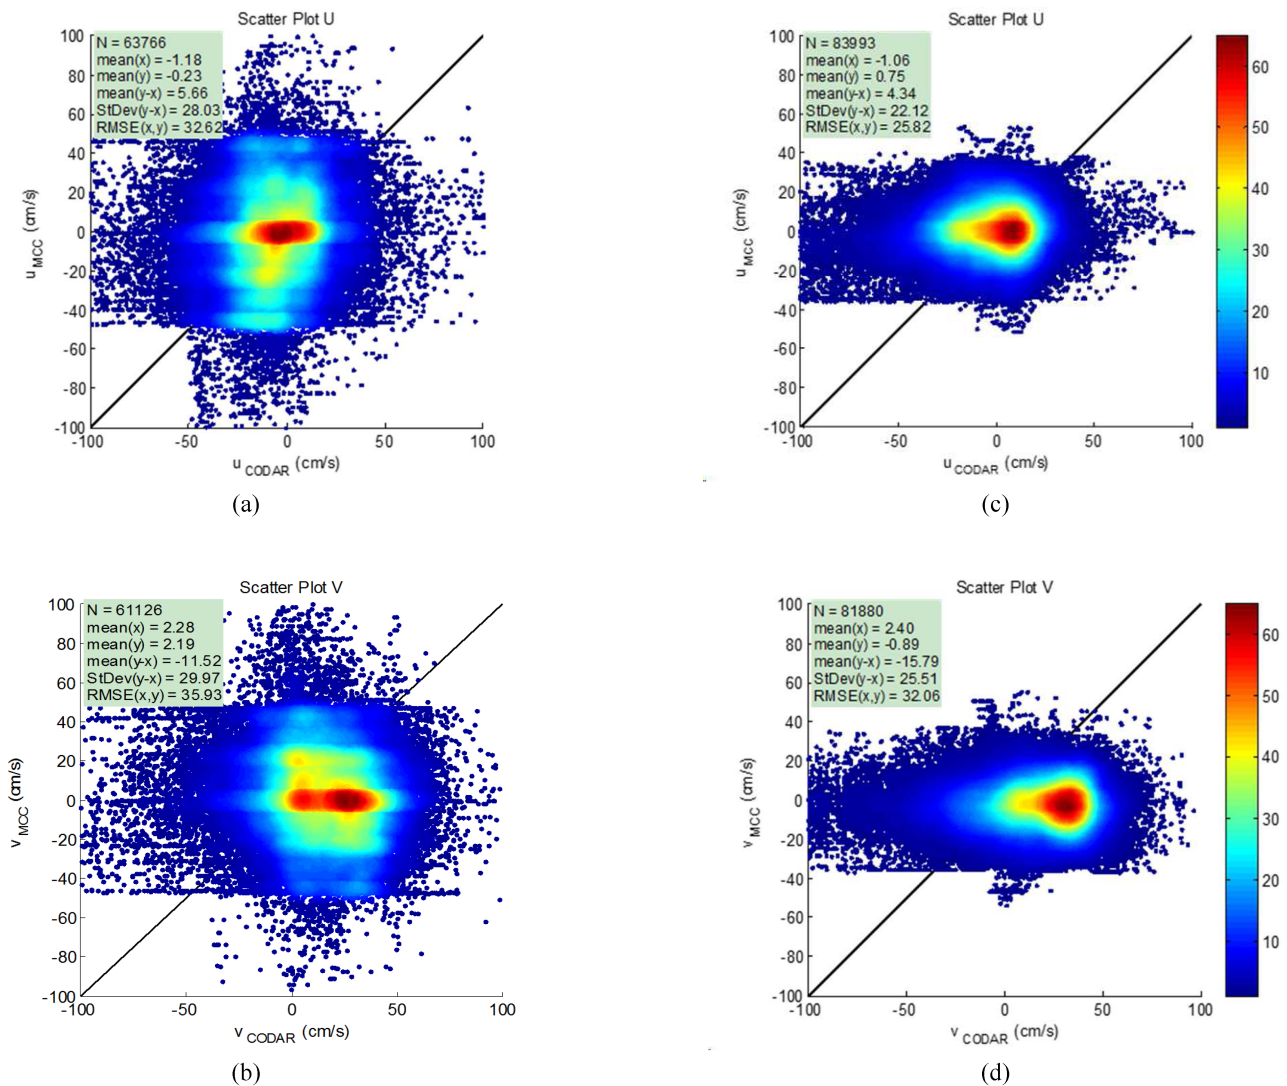 Scatter Plot U
N = 63766
mean(x) = -1.18
mean(y) = -0.23
mean(y-x) = 5.66
StDev(y-x) = 28.03
RMSE(x,y) = 32.62
100
80
60
40
20
0
-20
-40
-60
-80
-100
u MCC (cm/s)
-100
-50
0
50
100
u CODAR (cm/s)
(a)
Scatter Plot U
N = 83993
mean(x) = -1.06
mean(y) = 0.75
mean(y-x) = 4.34
StDev(y-x) = 22.12
RMSE(x,y) = 25.82
100
80
60
40
20
0
-20
-40
-60
-80
-100
u MCC (cm/s)
-100
-50
0
50
100
u CODAR (cm/s)
60
50
40
30
20
10
(c)
Scatter Plot V
N = 61126
mean(x) = 2.28
mean(y) = 2.19
mean(y-x) = -11.52
StDev(y-x) = 29.97
RMSE(x,y) = 35.93
100
80
60
40
20
0
-20
-40
-60
-80
-100
v MCC (cm/s)
-100
-50
0
50
100
v CODAR (cm/s)
(b)
Scatter Plot V
N = 81880
mean(x) = 2.40
mean(y) = -0.89
mean(y-x) = -15.79
StDev(y-x) = 25.51
RMSE(x,y) = 32.06
100
80
60
40
20
0
-20
-40
-60
-80
-100
v MCC (cm/s)
-100
-50
0
50
100
v CODAR (cm/s)
60
50
40
30
20
10
(d)